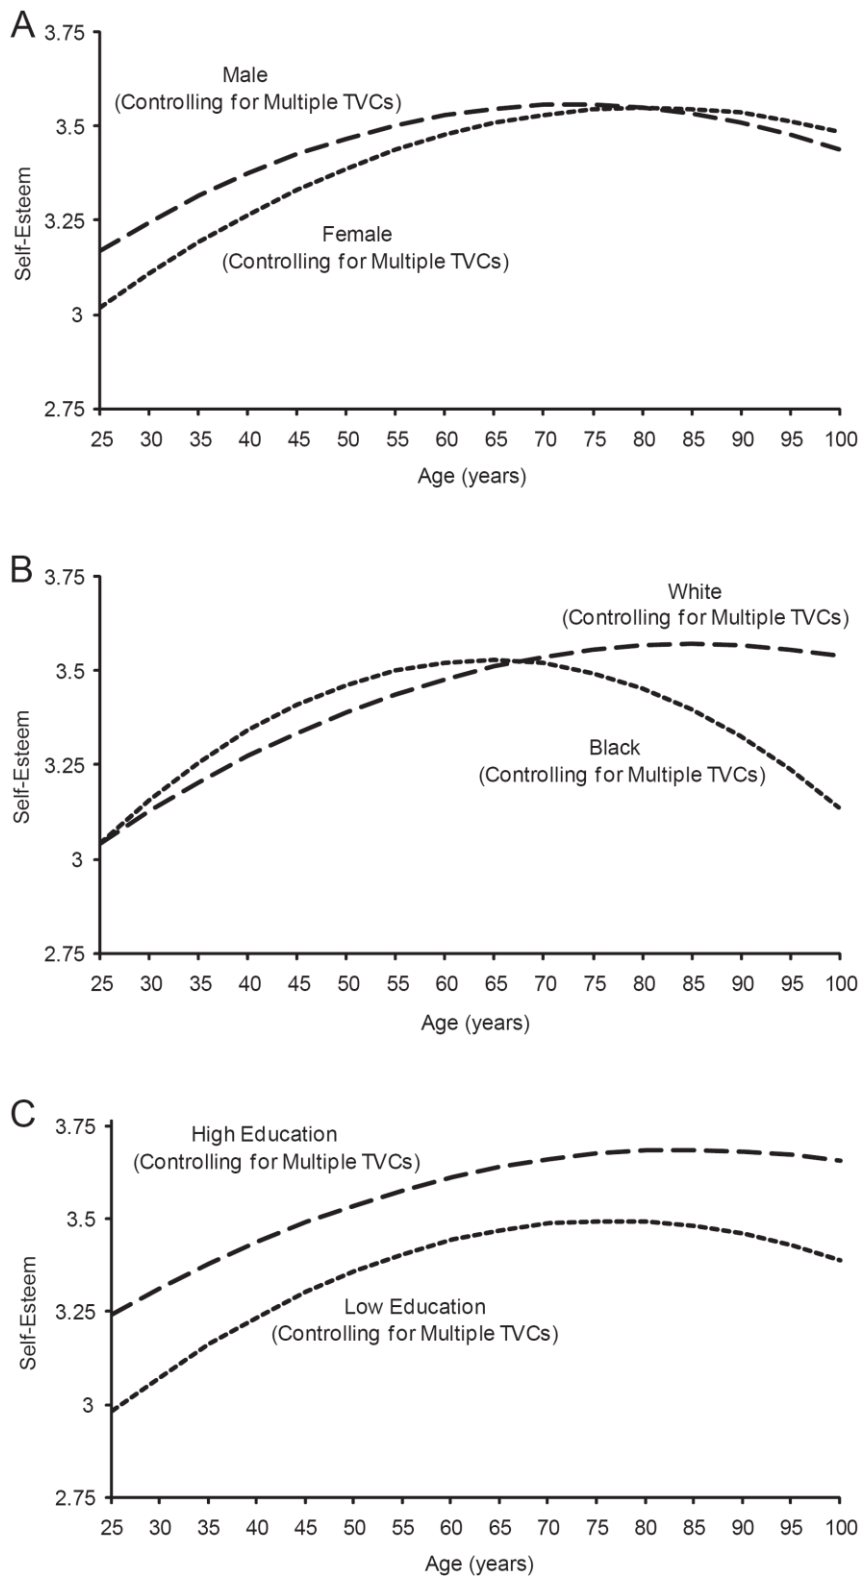 A
3.75
Male
(Controlling for Multiple TVCs)
3.5
3.25
Female
(Controlling for Multiple TVCs)
Self-Esteem
3
2.75
25 30 35 40 45 50 55 60 65 70 75 80 85 90 95 100
Age (years)
B
3.75
White
(Controlling for Multiple TVCs)
3.5
Black
(Controlling for Multiple TVCs)
3.25
Self-Esteem
3
2.75
25 30 35 40 45 50 55 60 65 70 75 80 85 90 95 100
Age (years)
C
3.75
High Education
(Controlling for Multiple TVCs)
3.5
3.25
Low Education
(Controlling for Multiple TVCs)
Self-Esteem
3
2.75
25 30 35 40 45 50 55 60 65 70 75 80 85 90 95 100
Age (years)